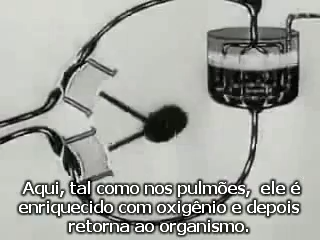 Aqui, tal como nos pulmões, ele é
enriquecido com oxigênio e depois
retorna ao organismo.